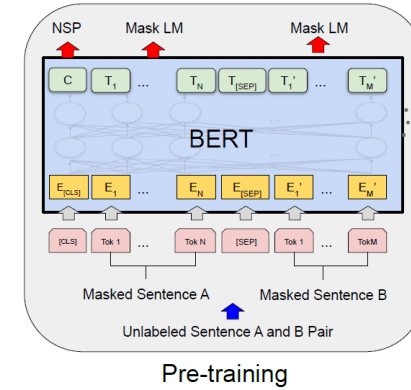 NSP Mask LM Mask LM
C T1 ... TN T[SEP] T1' ... TM'
BERT
E[CLS] E1 ... EN E[SEP] E1' ... EM'
[CLS] Tok 1 ... Tok N [SEP] Tok 1 ... TokM
Masked Sentence A Masked Sentence B
Unlabeled Sentence A and B Pair
Pre-training